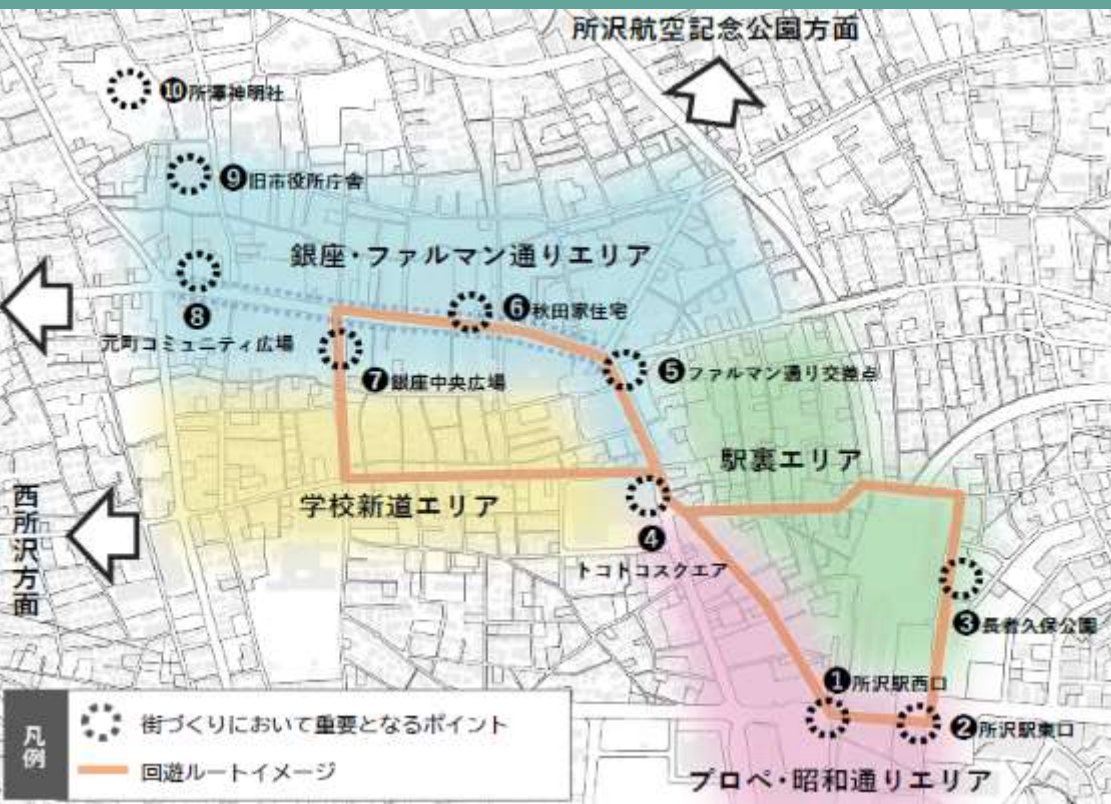 所沢航空記念公園方面
❿所澤神明社
❾旧市役所庁舎
銀座・ファルマン通りエリア
❻秋田家住宅
❽
元町コミュニティ広場
❼銀座中央広場
❺ファルマン通り交差点
駅裏エリア
西所沢方面
学校新道エリア
❹
トコトコスクエア
❸長者久保公園
❶所沢駅西口
❷所沢駅東口
プロペ・昭和通りエリア
凡例
街づくりにおいて重要となるポイント
回遊ルートイメージ